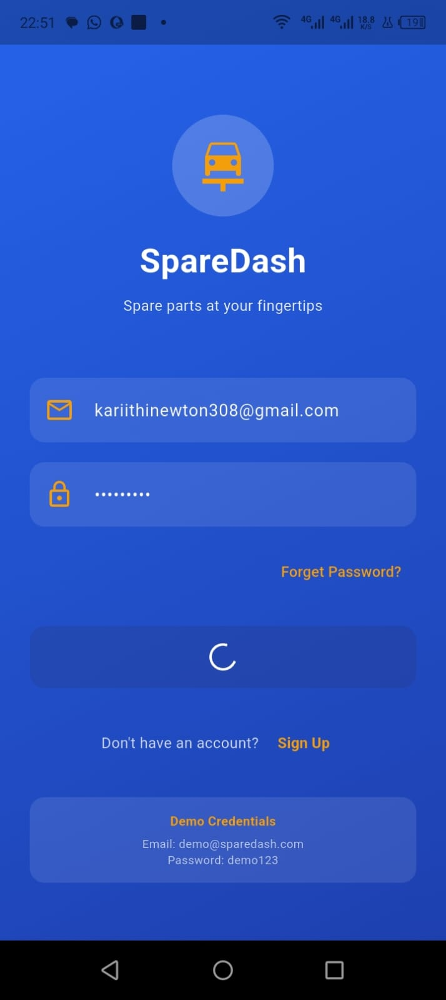 22:51
4G 4G 18.8 K/S 19
SpareDash
Spare parts at your fingertips
kariithinewton308@gmail.com
•••••••••
Forget Password?
Don't have an account? Sign Up
Demo Credentials
Email: demo@sparedash.com
Password: demo123